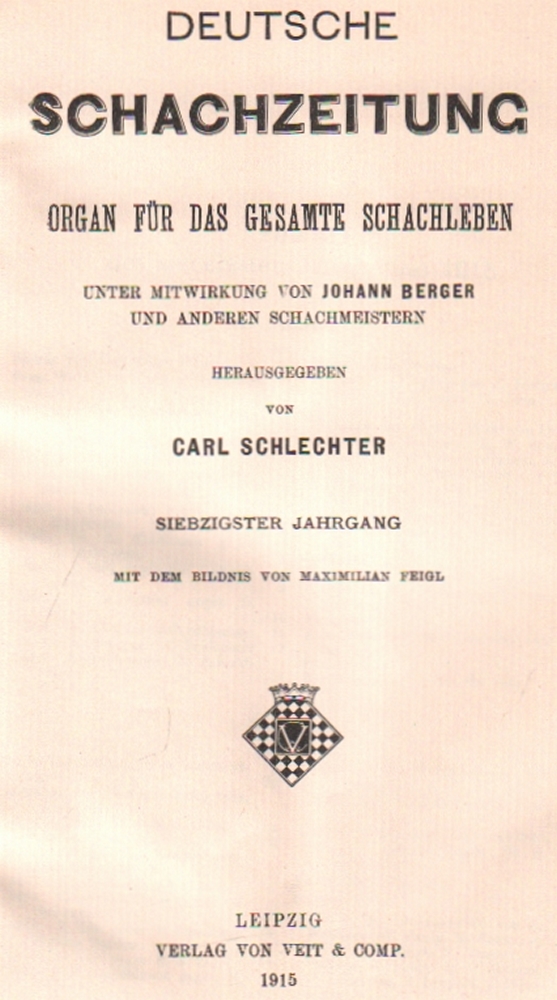 DEUTSCHE
SCHACHZEITUNG
ORGAN FÜR DAS GESAMTE SCHACHLEBEN
UNTER MITWIRKUNG VON JOHANN BERGER
UND ANDEREN SCHACHMEISTERN
HERAUSGEGEBEN
VON
CARL SCHLECHTER
SIEBZIGSTER JAHRGANG
MIT DEM BILDNIS VON MAXIMILIAN FEIGL
LEIPZIG
VERLAG VON VEIT & COMP.
1915